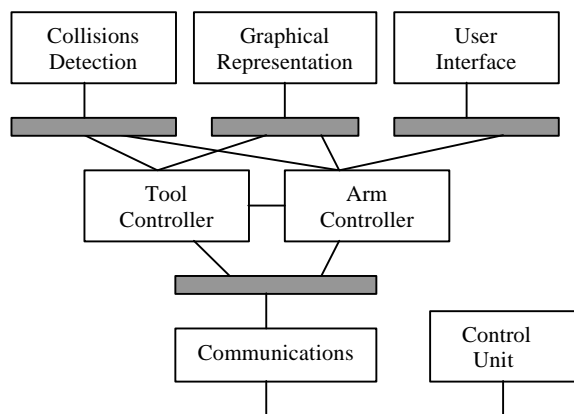 Collisions
Detection
Graphical
Representation
User
Interface
Tool
Controller
Arm
Controller
Communications
Control
Unit